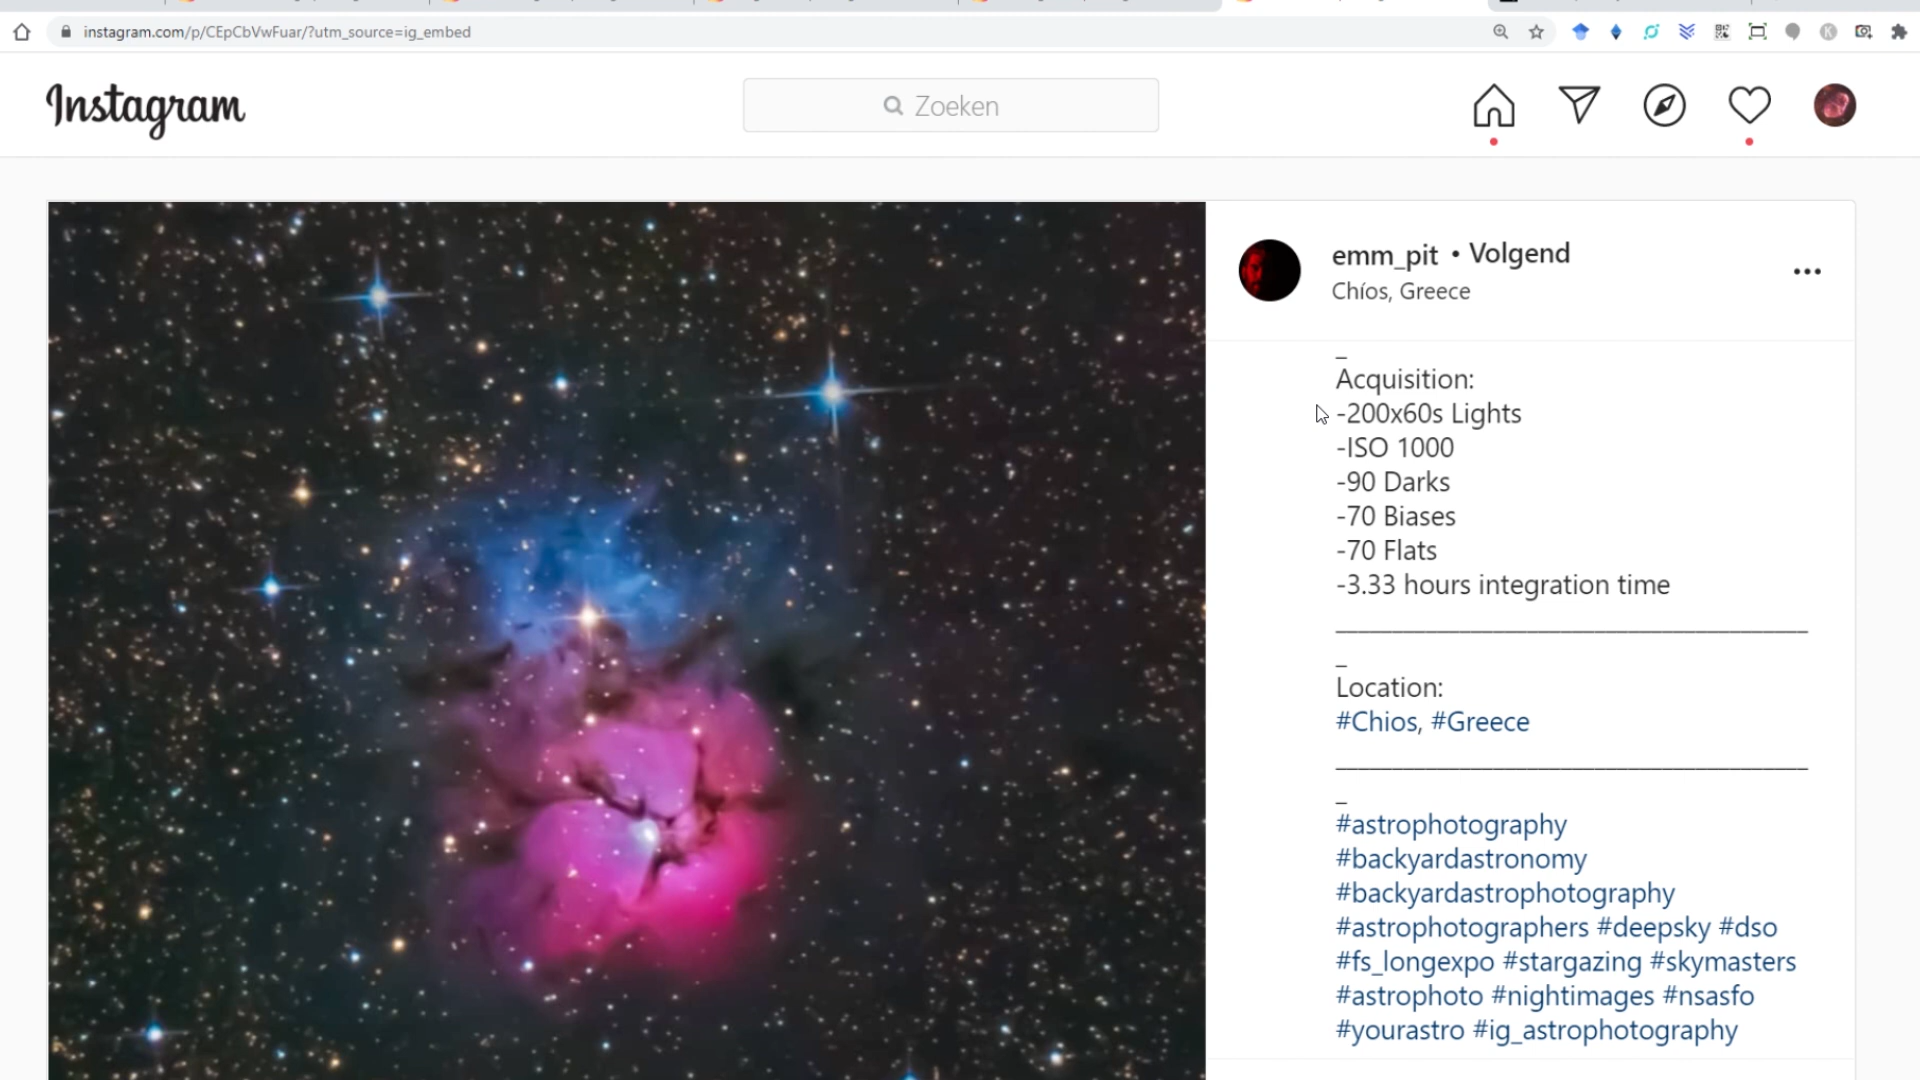 instagram.com/p/CEpCbVwFuar/?utm_source=ig_embed
Instagram
Zoeken
emm_pit • Volgend
Chíos, Greece
_
Acquisition:
-200x60s Lights
-ISO 1000
-90 Darks
-70 Biases
-70 Flats
-3.33 hours integration time
_
Location:
#Chios, #Greece
_
#astrophotography
#backyardastronomy
#backyardastrophotography
#astrophotographers #deepsky #dso
#fs_longexpo #stargazing #skymasters
#astrophoto #nightimages #nsasfo
#yourastro #ig_astrophotography